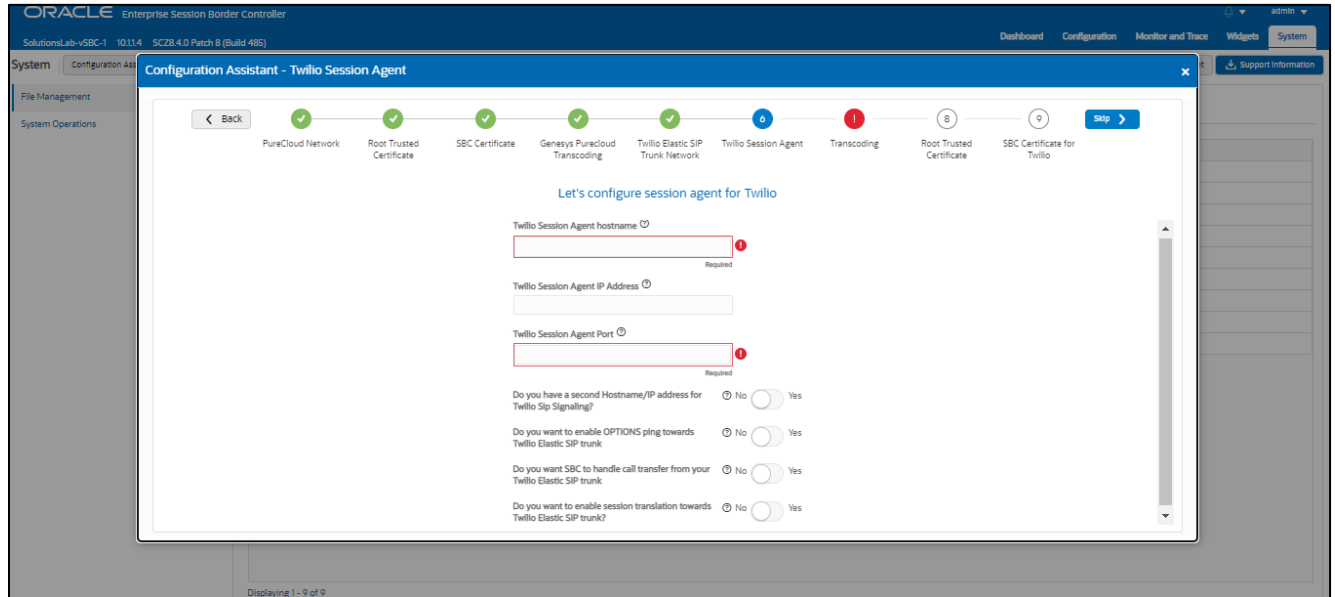 ORACLE Enterprise Session Border Controller
admin
SolutionsLab-vSBC-1 10.1.1.4 SCZ8.4.0 Patch 8 (Build 485)
Dashboard Configuration Monitor and Trace Widgets System
System Configuration Ass
Support Information
Configuration Assistant - Twilio Session Agent
File Management
System Operations
Back
6
8
9
Skip
PureCloud Network
Root Trusted
Certificate
SBC Certificate
Genesys Purecloud
Transcoding
Twilio Elastic SIP
Trunk Network
Twilio Session Agent
Transcoding
Root Trusted
Certificate
SBC Certificate for
Twilio
Let's configure session agent for Twilio
Twilio Session Agent hostname
Required
Twilio Session Agent IP Address
Twilio Session Agent Port
Required
Do you have a second Hostname/IP address for
Twilio Sip Signaling?
No Yes
Do you want to enable OPTIONS ping towards
Twilio Elastic SIP trunk
No Yes
Do you want SBC to handle call transfer from your
Twilio Elastic SIP trunk
No Yes
Do you want to enable session translation towards
Twilio Elastic SIP trunk?
No Yes
Displaying 1 - 9 of 9